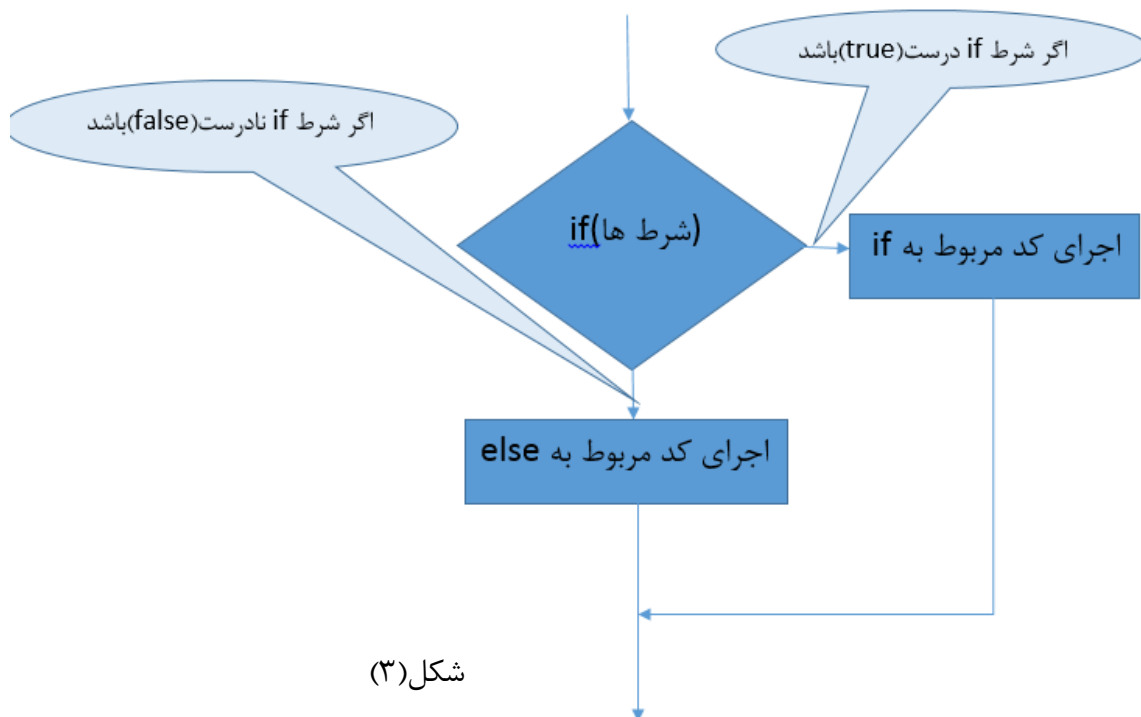 اگر شرط if درست(true)باشد
اگر شرط if نادرست(false)باشد
if(شرط ها)
اجرای کد مربوط به if
اجرای کد مربوط به else
شکل(۳)